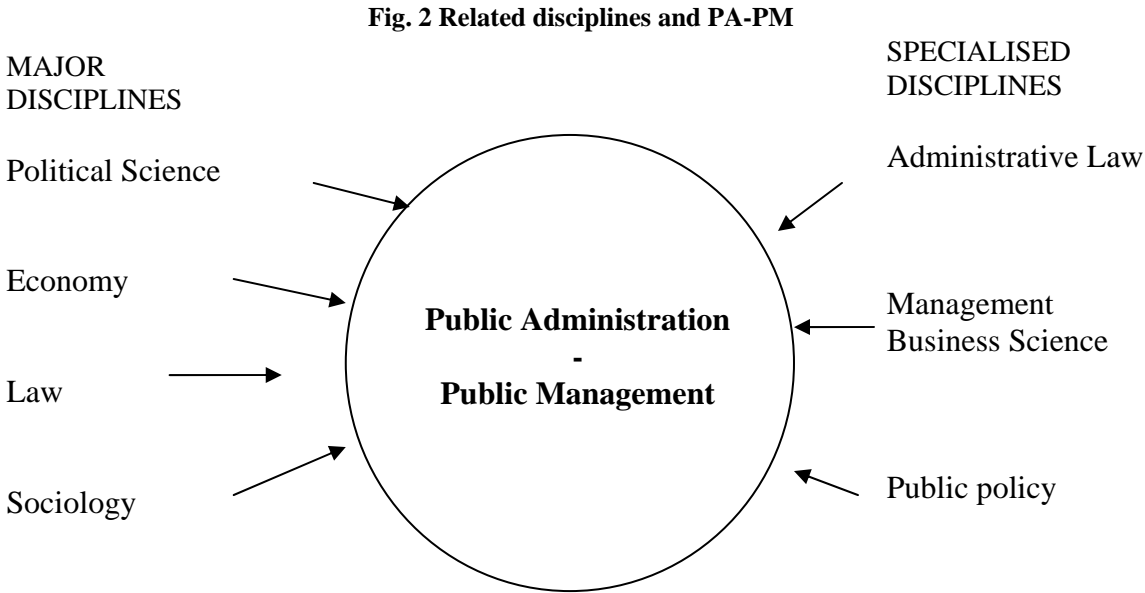 Fig. 2 Related disciplines and PA-PM
MAJOR
DISCIPLINES
Political Science
Economy
Law
Sociology
Public Administration
-
Public Management
SPECIALISED
DISCIPLINES
Administrative Law
Management
Business Science
Public policy